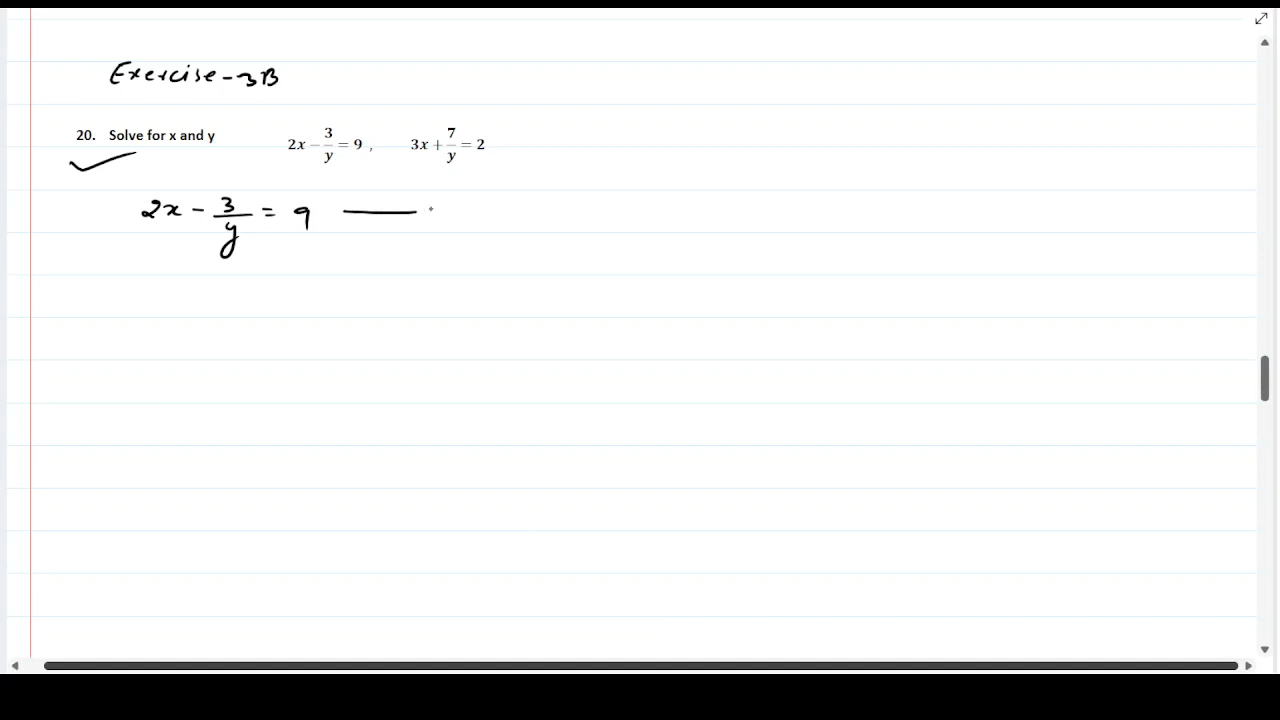 Exercise-3B
20. Solve for x and y 2x − 3/y = 9 , 3x + 7/y = 2
2x − 3/y = 9